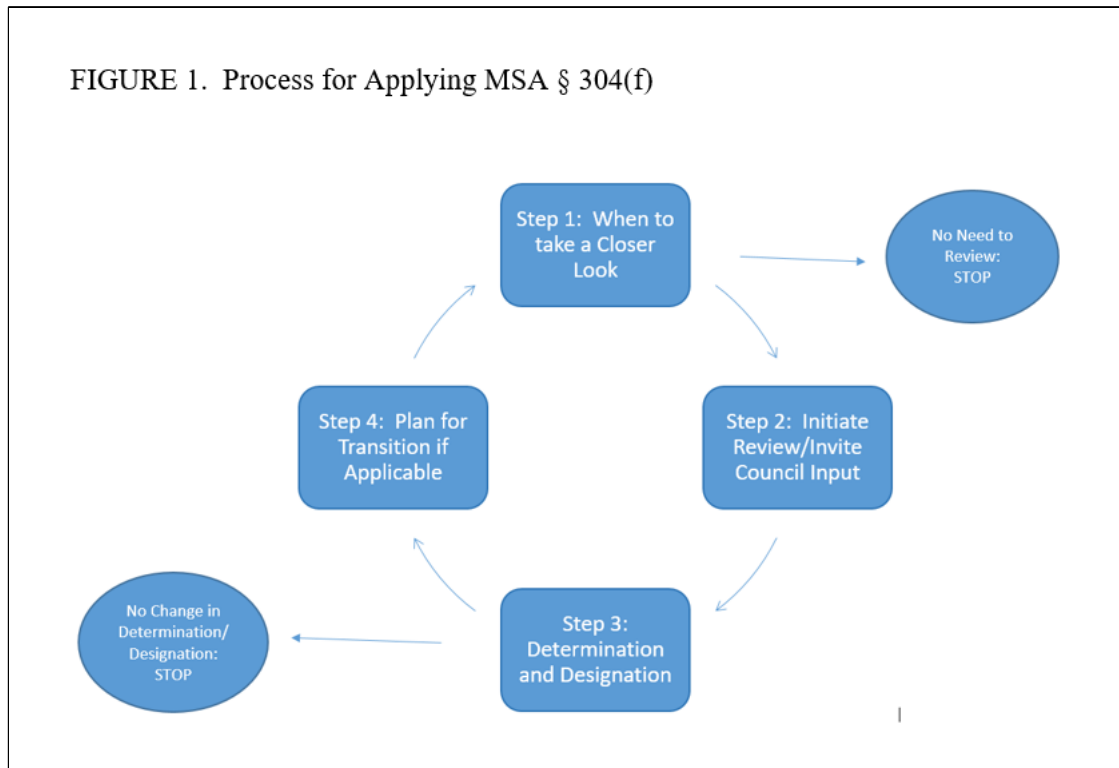 FIGURE 1.  Process for Applying MSA § 304(f)
Step 1:  When to
take a Closer
Look
No Need to
Review:
STOP
Step 4:  Plan for
Transition if
Applicable
Step 2:  Initiate
Review/Invite
Council Input
No Change in
Determination/
Designation:
STOP
Step 3:
Determination
and Designation